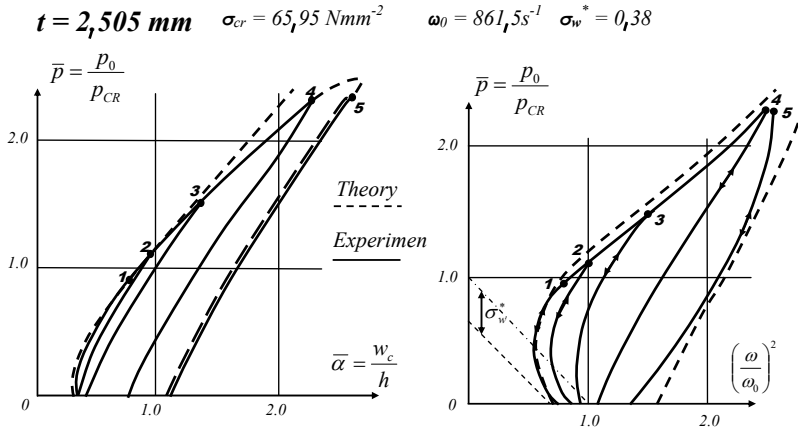 t = 2,505 mm σcr = 65,95 Nmm⁻² ω₀ = 861,5s⁻¹ σw* = 0,38
p̅ = p₀ / pCR
2.0
1.0
0
1.0
2.0
1
2
3
4
5
Theory
Experimen
α̅ = wc / h
p̅ = p₀ / pCR
2.0
1.0
0
1.0
2.0
1
2
3
4
5
σw*
(ω / ω₀)²